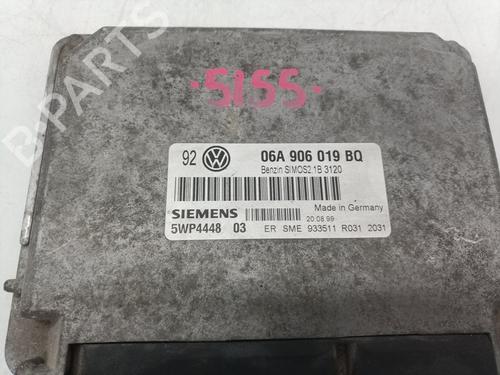 B-PARTS
·S1SS·
92 06A 906 019 BQ
Benzin SIMOS2.1B 3120
Made in Germany
SIEMENS 20.08.99
5WP4448 03 ER SME 933511 R031 2031